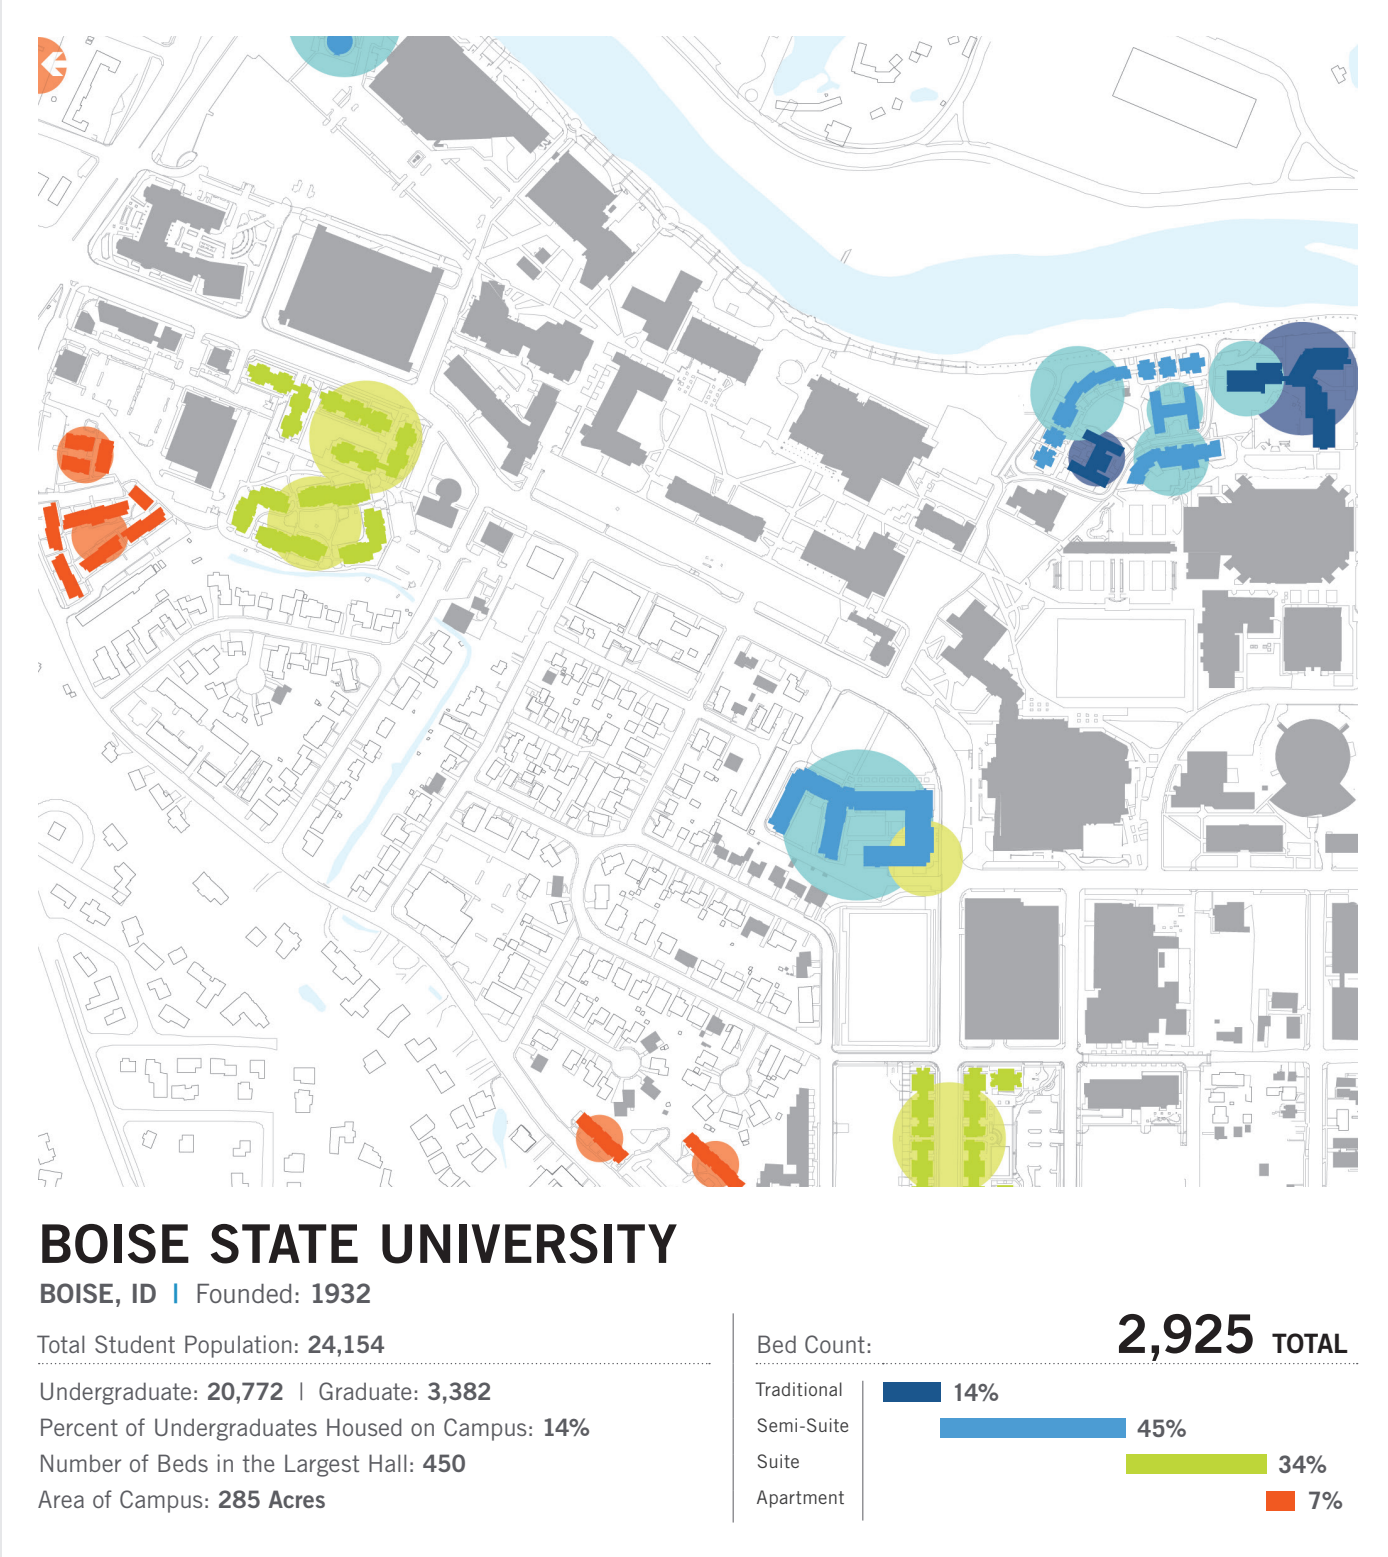 BOISE STATE UNIVERSITY
BOISE, ID | Founded: 1932
Total Student Population: 24,154
Undergraduate: 20,772 | Graduate: 3,382
Percent of Undergraduates Housed on Campus: 14%
Number of Beds in the Largest Hall: 450
Area of Campus: 285 Acres
Bed Count: 2,925 TOTAL
Traditional 14%
Semi-Suite 45%
Suite 34%
Apartment 7%